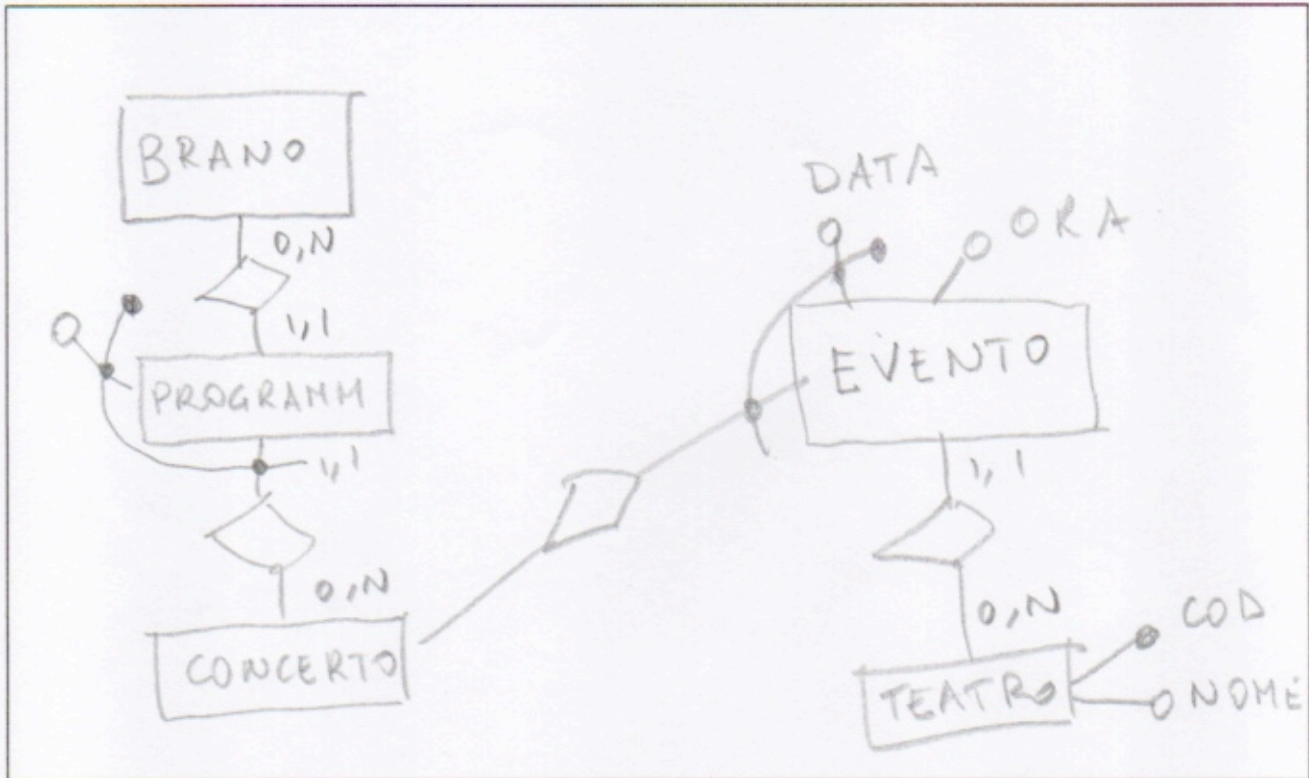 BRANO
0,N
1,1
PROGRAMM
1,1
0,N
CONCERTO
DATA
ORA
EVENTO
1,1
0,N
TEATRO
COD
NOME